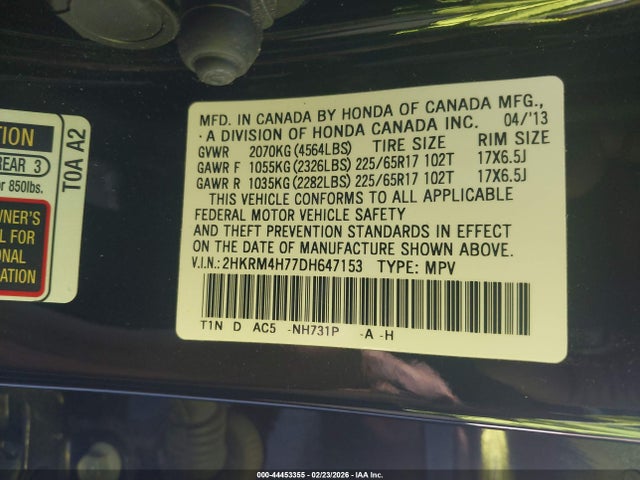 TION
REAR 3
or 850lbs.
WNER'S
L FOR
ONAL
MATION
T0A A2
MFD. IN CANADA BY HONDA OF CANADA MFG.,
A DIVISION OF HONDA CANADA INC. 04/'13
GVWR 2070KG (4564LBS) TIRE SIZE RIM SIZE
GAWR F 1055KG (2326LBS) 225/65R17 102T 17X6.5J
GAWR R 1035KG (2282LBS) 225/65R17 102T 17X6.5J
THIS VEHICLE CONFORMS TO ALL APPLICABLE
FEDERAL MOTOR VEHICLE SAFETY
AND THEFT PREVENTION STANDARDS IN EFFECT
ON THE DATE OF MANUFACTURE SHOWN ABOVE.
V.I.N.: 2HKRM4H77DH647153 TYPE: MPV
T1N D AC5 -NH731P -A -H
000-44453355 - 02/23/2026 - IAA Inc.